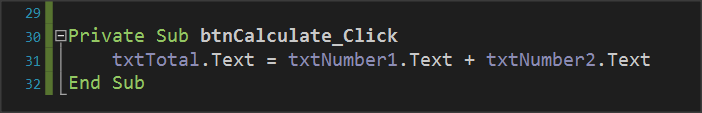 29
30 Private Sub btnCalculate_Click
31 txtTotal.Text = txtNumber1.Text + txtNumber2.Text
32 End Sub